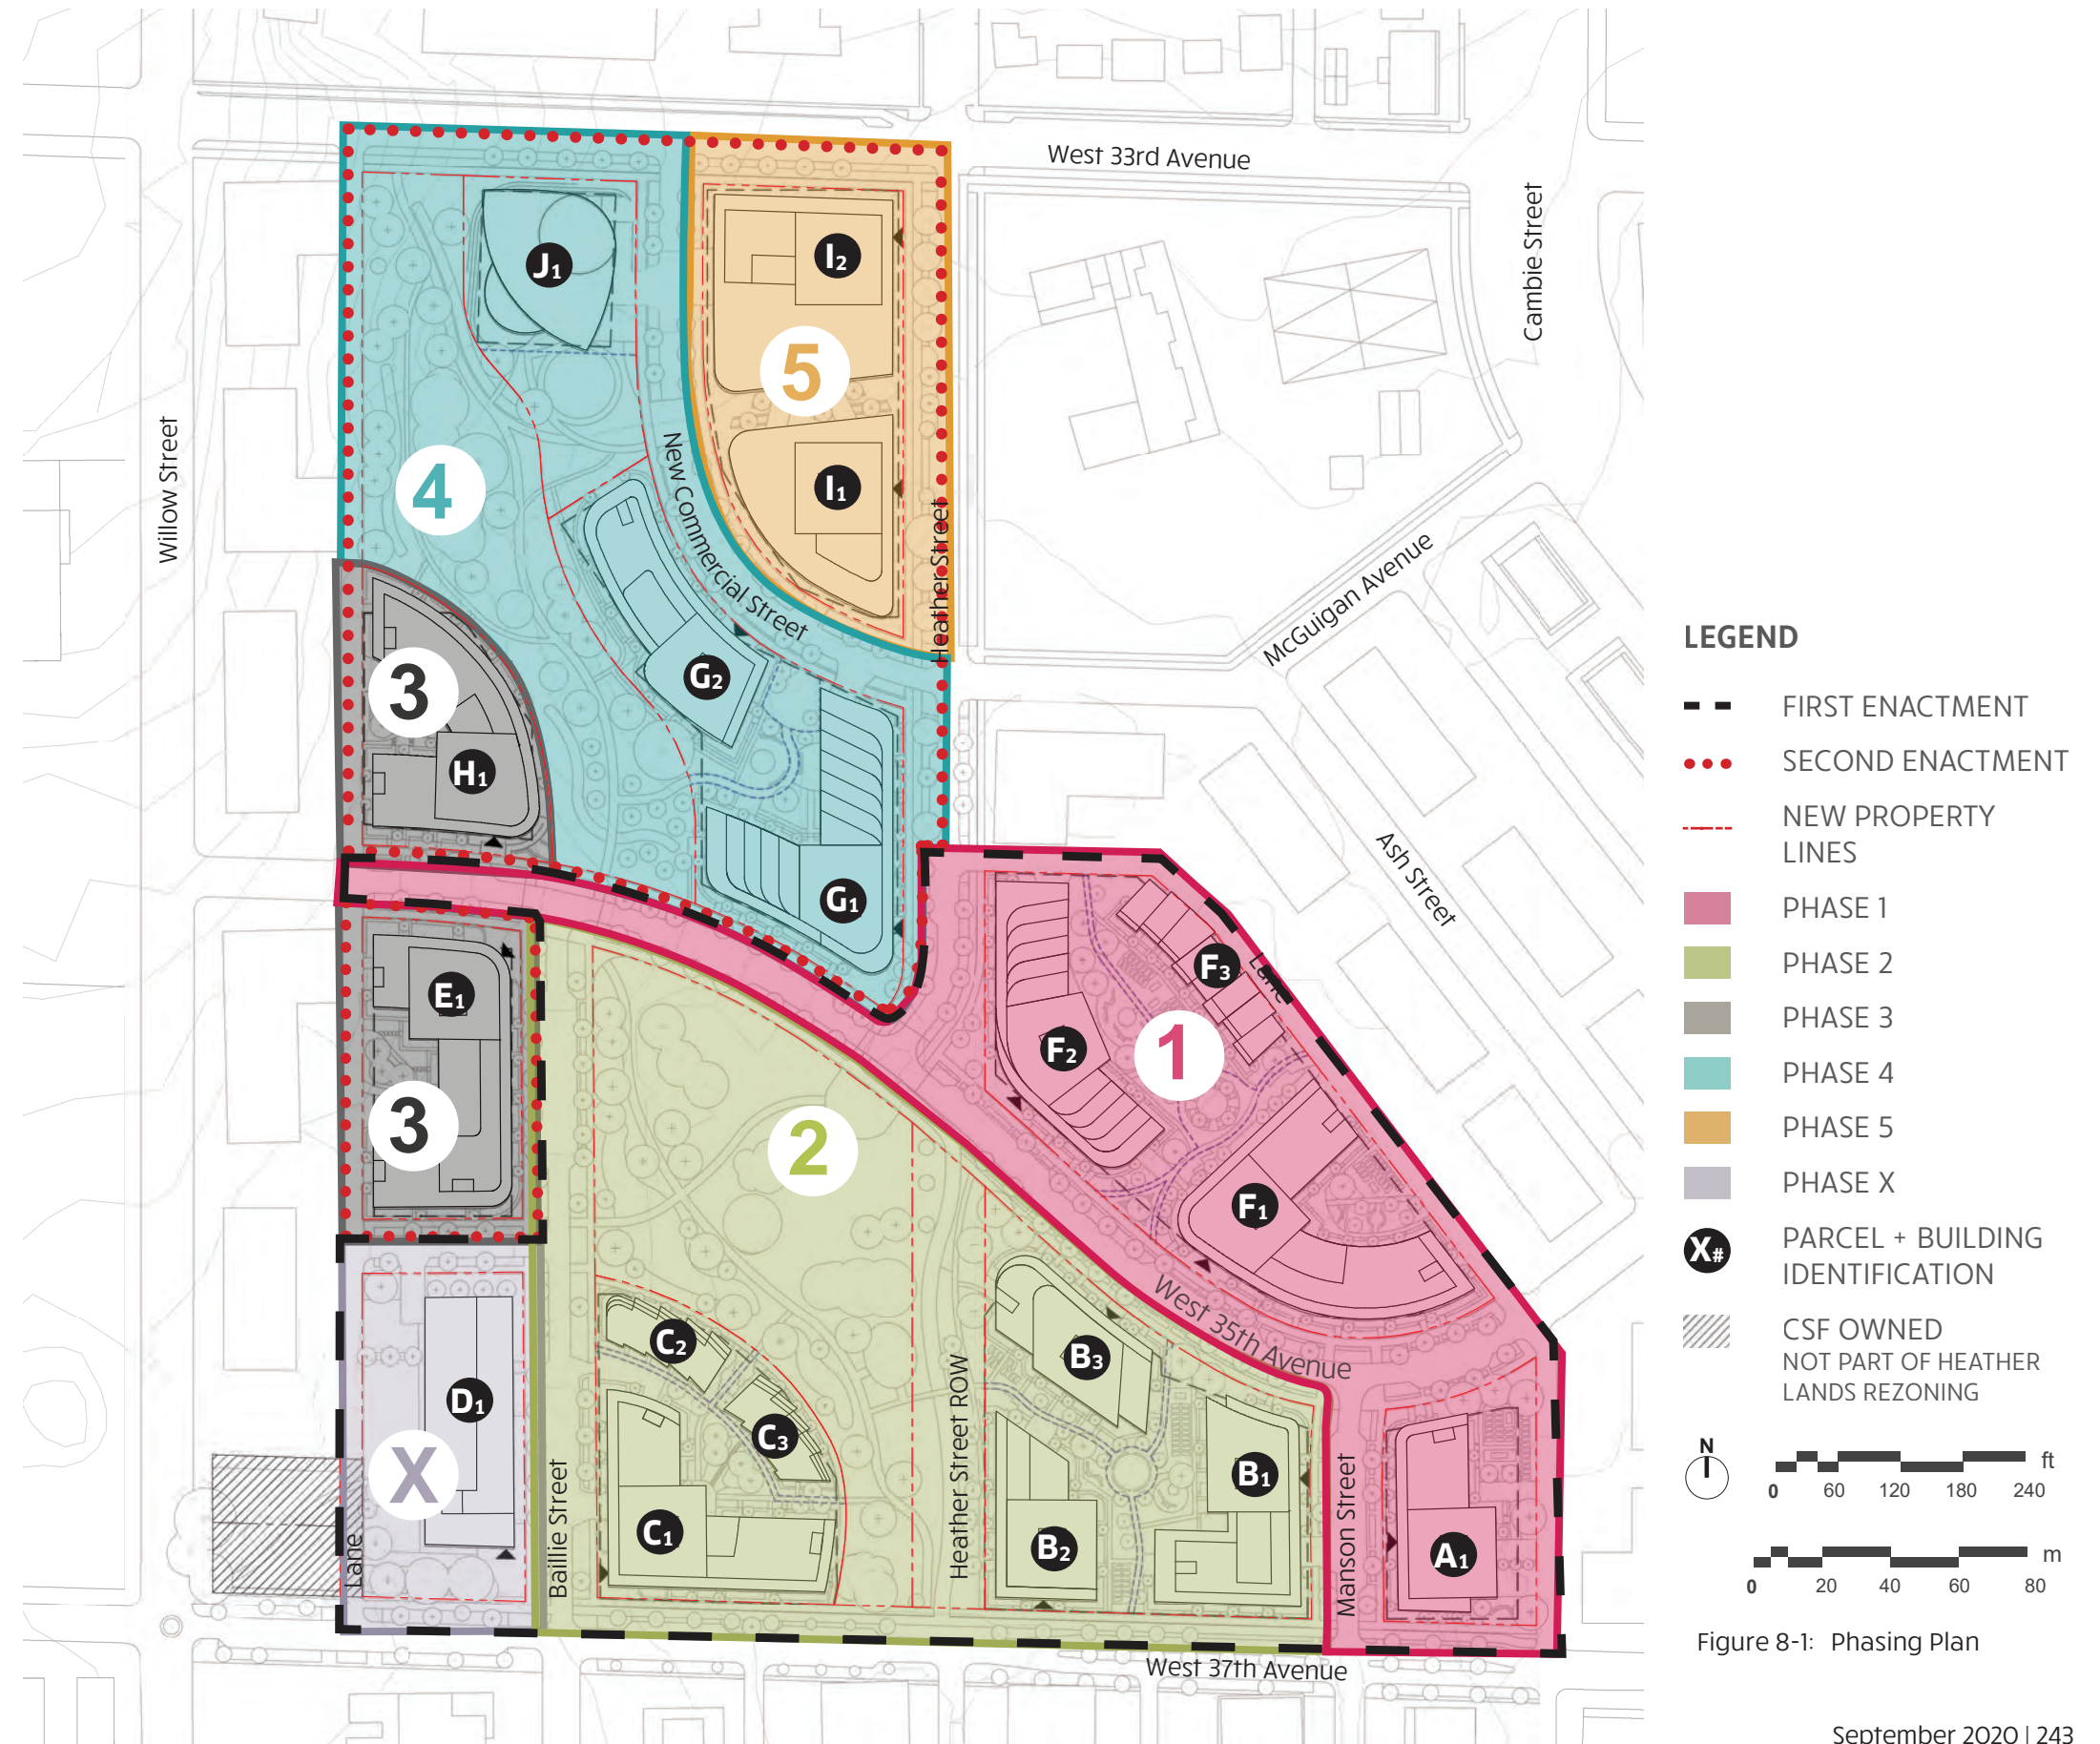 West 33rd Avenue
Cambie Street
Willow Street
J1
I2
5
4
I1
New Commercial Street
Heather Street
McGuigan Avenue
G2
3
H1
G1
Ash Street
F3
Lane
E1
F2
1
3
2
F1
West 35th Avenue
C2
B3
D1
C3
Heather Street ROW
X
B1
Baillie Street
Manson Street
C1
B2
A1
Lane
West 37th Avenue
LEGEND
FIRST ENACTMENT
SECOND ENACTMENT
NEW PROPERTY
LINES
PHASE 1
PHASE 2
PHASE 3
PHASE 4
PHASE 5
PHASE X
X# PARCEL + BUILDING
IDENTIFICATION
CSF OWNED
NOT PART OF HEATHER
LANDS REZONING
N
ft
0 60 120 180 240
m
0 20 40 60 80
Figure 8-1: Phasing Plan
September 2020 | 243